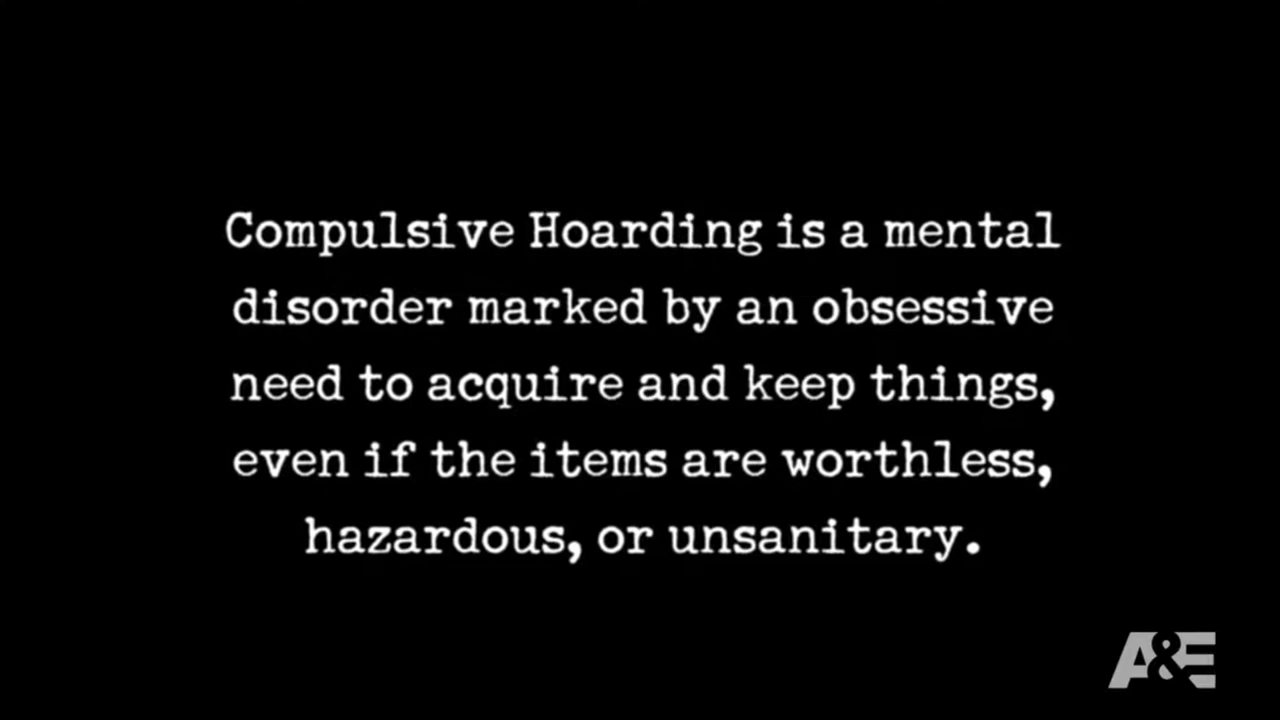 Compulsive Hoarding is a mental
disorder marked by an obsessive
need to acquire and keep things,
even if the items are worthless,
hazardous, or unsanitary.
A&E